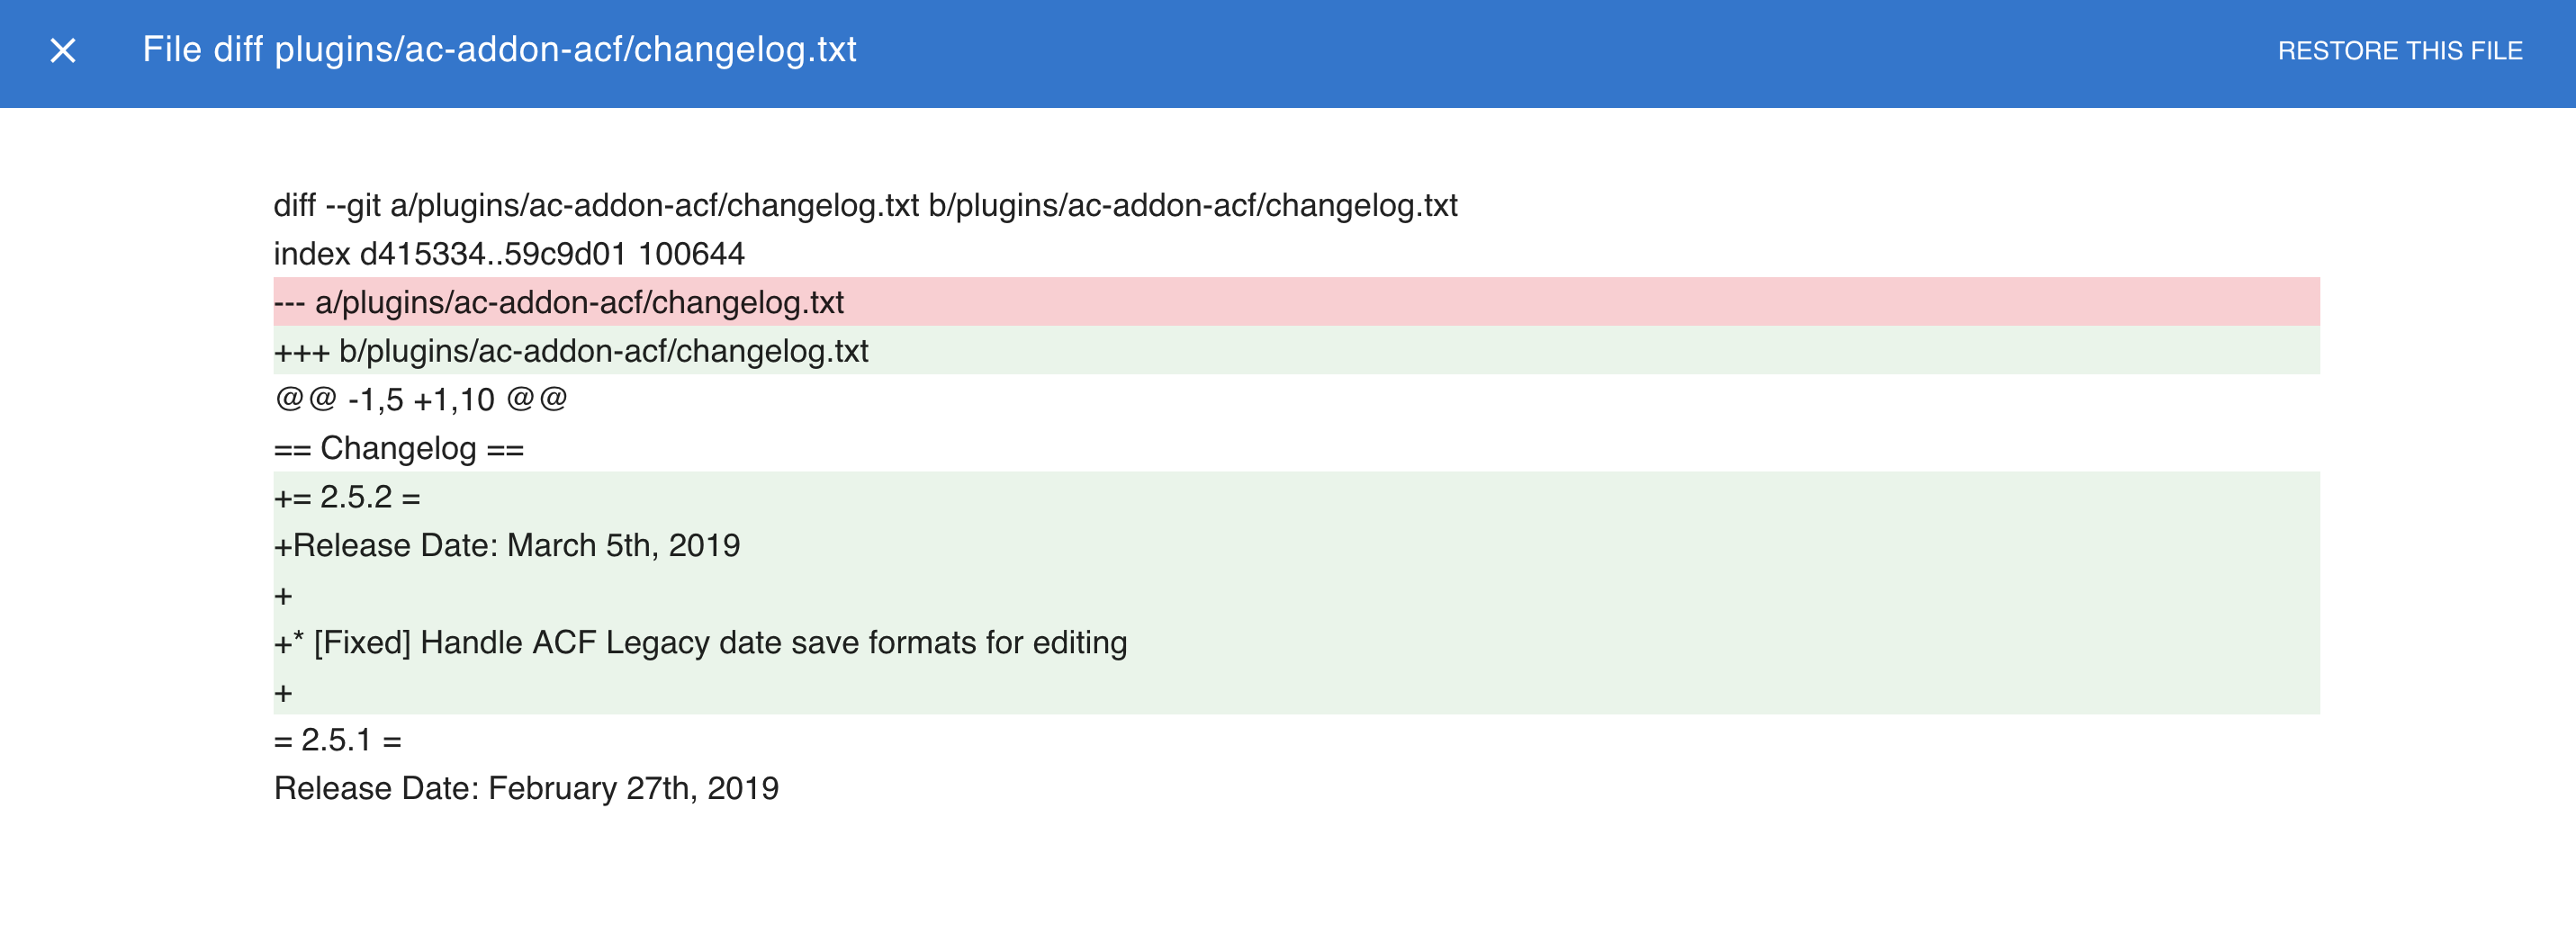 File diff plugins/ac-addon-acf/changelog.txt
RESTORE THIS FILE
diff --git a/plugins/ac-addon-acf/changelog.txt b/plugins/ac-addon-acf/changelog.txt
index d415334..59c9d01 100644
--- a/plugins/ac-addon-acf/changelog.txt
+++ b/plugins/ac-addon-acf/changelog.txt
@@ -1,5 +1,10 @@
== Changelog ==
+= 2.5.2 =
+Release Date: March 5th, 2019
+
+* [Fixed] Handle ACF Legacy date save formats for editing
+
= 2.5.1 =
Release Date: February 27th, 2019